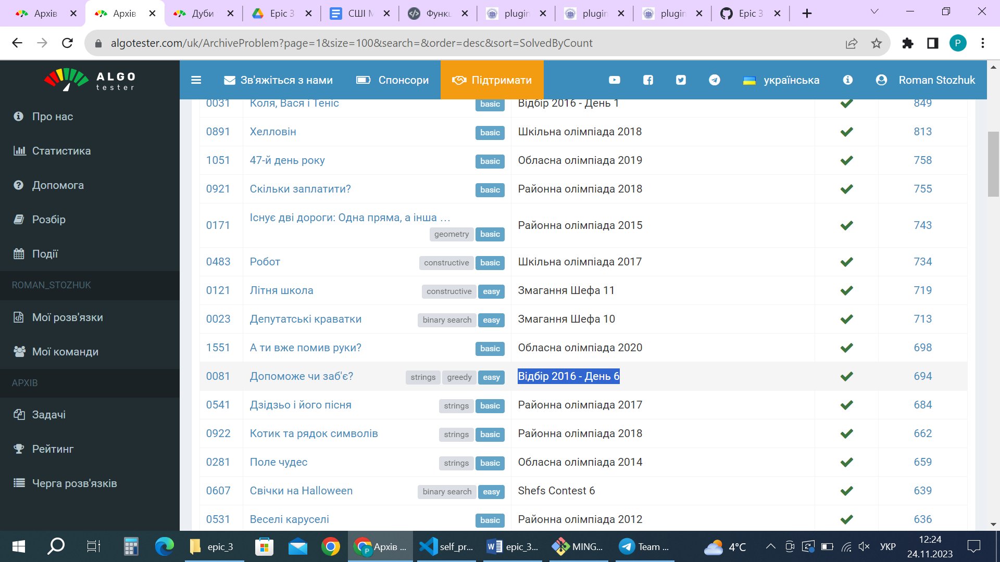 Архів
Архів
Дуби
Epic 3
СШІ М
Функц
plugin
plugin
plugin
Epic 3
algotester.com/uk/ArchiveProblem?page=1&size=100&search=&order=desc&sort=SolvedByCount
P
ALGO
tester
Зв'яжіться з нами
Спонсори
Підтримати
українська
Roman Stozhuk
Про нас
Статистика
Допомога
Розбір
Події
ROMAN_STOZHUK
Мої розв'язки
Мої команди
АРХІВ
Задачі
Рейтинг
Черга розв'язків
0031 Коля, Вася і Теніс basic Відбір 2016 - День 1 849
0891 Хелловін basic Шкільна олімпіада 2018 813
1051 47-й день року basic Обласна олімпіада 2019 758
0921 Скільки заплатити? basic Районна олімпіада 2018 755
0171 Існує дві дороги: Одна пряма, а інша … geometry basic Районна олімпіада 2015 743
0483 Робот constructive basic Шкільна олімпіада 2017 734
0121 Літня школа constructive easy Змагання Шефа 11 719
0023 Депутатські краватки binary search easy Змагання Шефа 10 713
1551 А ти вже помив руки? basic Обласна олімпіада 2020 698
0081 Допоможе чи заб'є? strings greedy easy Відбір 2016 - День 6 694
0541 Дзідзьо і його пісня strings basic Районна олімпіада 2017 684
0922 Котик та рядок символів strings basic Районна олімпіада 2018 662
0281 Поле чудес strings basic Обласна олімпіада 2014 659
0607 Свічки на Halloween binary search easy Shefs Contest 6 639
0531 Веселі каруселі basic Районна олімпіада 2012 636
epic_3
P
Архів ...
self_pr...
epic_3...
MING...
Team ...
4°C
УКР
12:24
24.11.2023